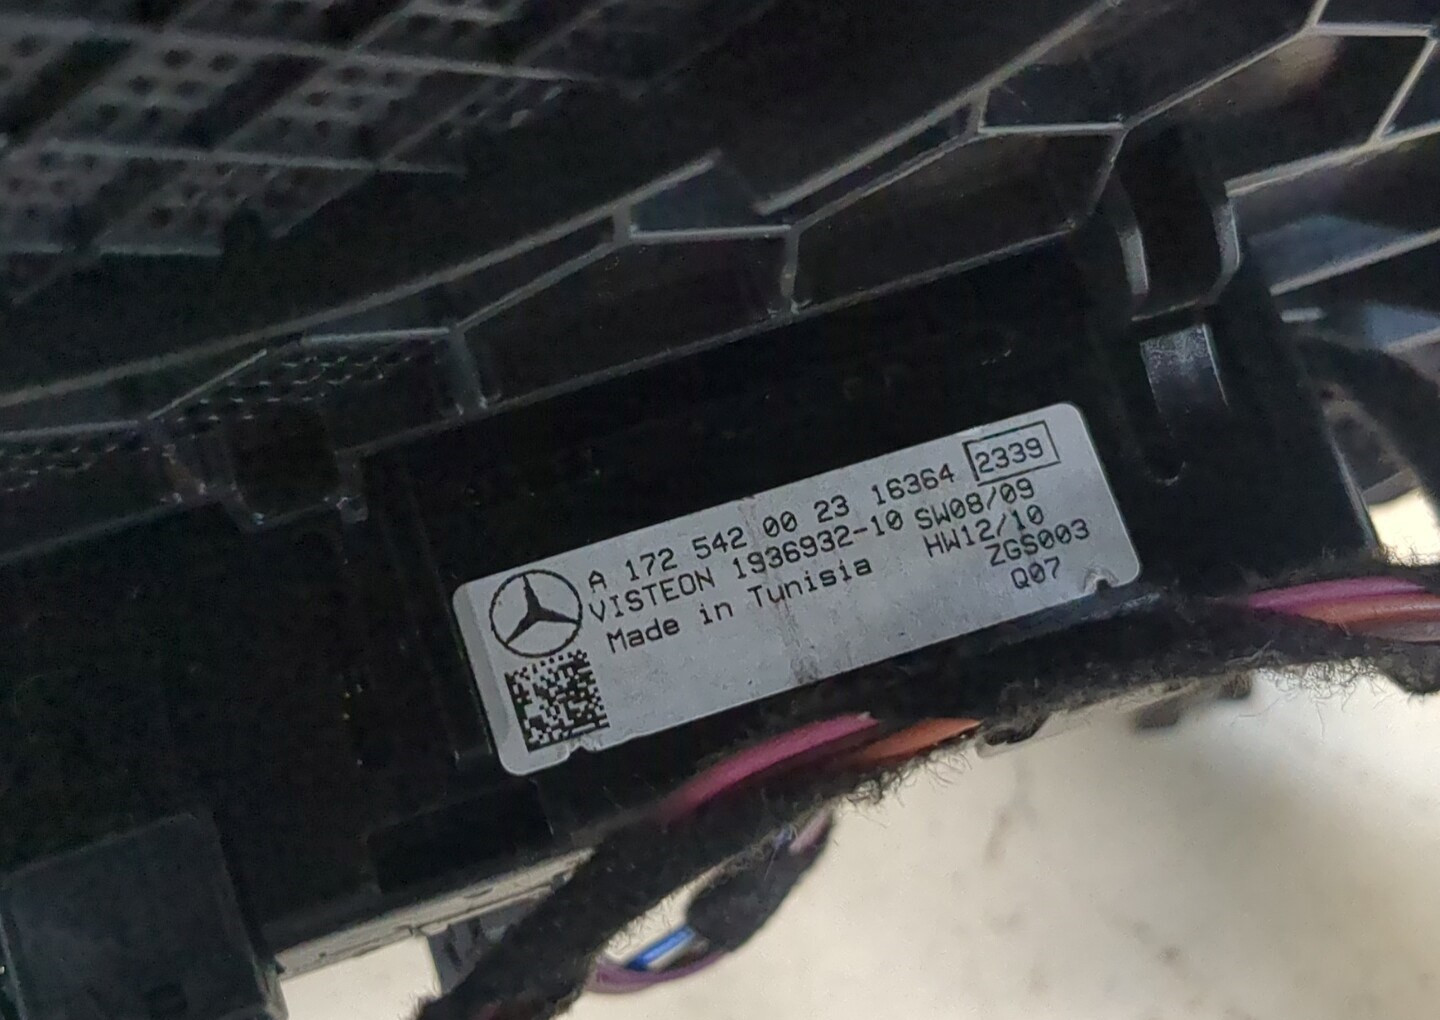 A 172 542 00 23 16364 2339
VISTEON 1936932-10 SW08/09
Made in Tunisia HW12/10
ZGS003
Q07